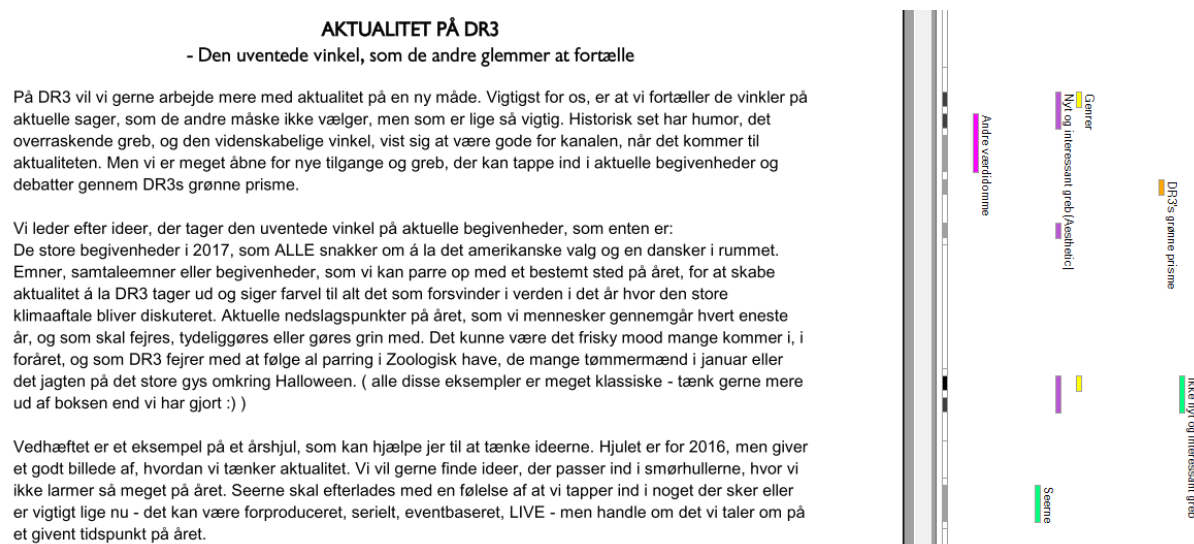 AKTUALITET PÅ DR3
- Den uventede vinkel, som de andre glemmer at fortælle
På DR3 vil vi gerne arbejde mere med aktualitet på en ny måde. Vigtigst for os, er at vi fortæller de vinkler på
aktuelle sager, som de andre måske ikke vælger, men som er lige så vigtig. Historisk set har humor, det
overraskende greb, og den videnskabelige vinkel, vist sig at være gode for kanalen, når det kommer til
aktualiteten. Men vi er meget åbne for nye tilgange og greb, der kan tappe ind i aktuelle begivenheder og
debatter gennem DR3s grønne prisme.
Vi leder efter ideer, der tager den uventede vinkel på aktuelle begivenheder, som enten er:
De store begivenheder i 2017, som ALLE snakker om á la det amerikanske valg og en dansker i rummet.
Emner, samtaleemner eller begivenheder, som vi kan parre op med et bestemt sted på året, for at skabe
aktualitet á la DR3 tager ud og siger farvel til alt det som forsvinder i verden i det år hvor den store
klimaaftale bliver diskuteret. Aktuelle nedslagspunkter på året, som vi mennesker gennemgår hvert eneste
år, og som skal fejres, tydeliggøres eller gøres grin med. Det kunne være det frisky mood mange kommer i, i
foråret, og som DR3 fejrer med at følge al parring i Zoologisk have, de mange tømmermænd i januar eller
det jagten på det store gys omkring Halloween. ( alle disse eksempler er meget klassiske - tænk gerne mere
ud af boksen end vi har gjort :) )
Vedhæftet er et eksempel på et årshjul, som kan hjælpe jer til at tænke ideerne. Hjulet er for 2016, men giver
et godt billede af, hvordan vi tænker aktualitet. Vi vil gerne finde ideer, der passer ind i smørhullerne, hvor vi
ikke larmer så meget på året. Seerne skal efterlades med en følelse af at vi tapper ind i noget der sker eller
er vigtigt lige nu - det kan være forproduceret, serielt, eventbaseret, LIVE - men handle om det vi taler om på
et givent tidspunkt på året.
Andre værdidomme
Seerne
Nyt og interessant greb (Aesthetic)
Genrer
DR3's grønne prisme
Ikke nyt og interessant greb